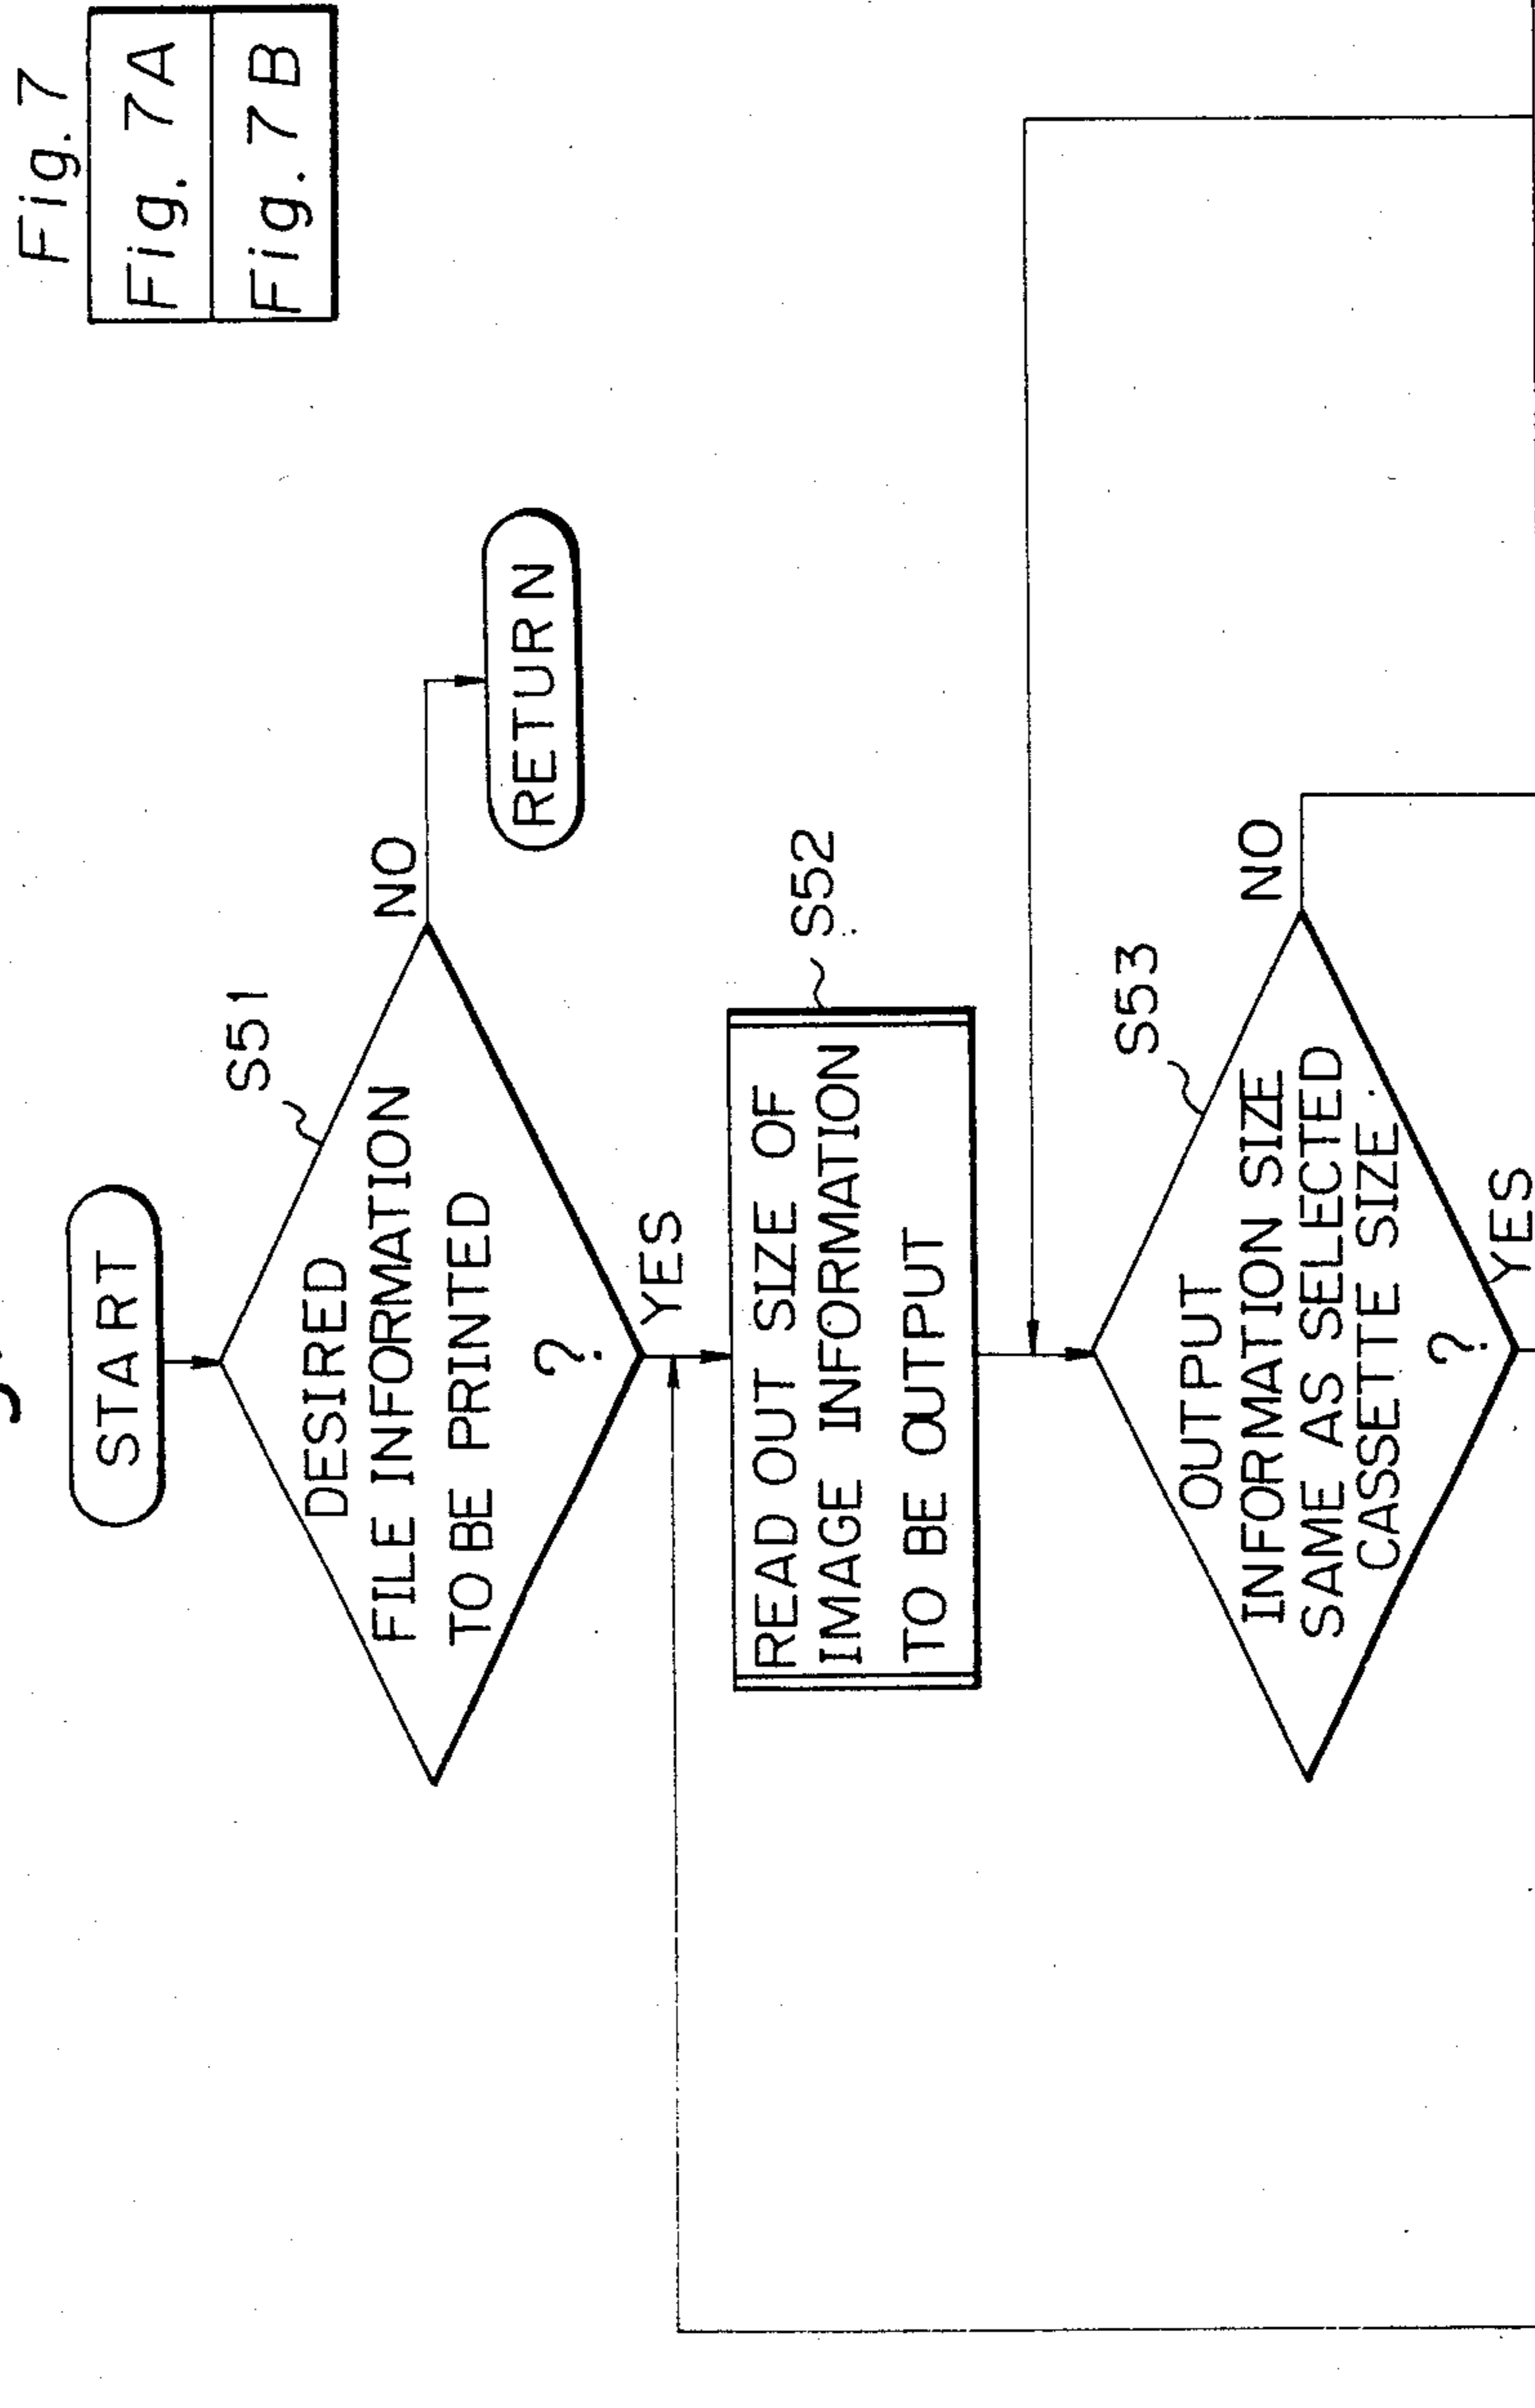 Fig. 7
Fig. 7A
Fig. 7B
START
S51
DESIRED
FILE INFORMATION
TO BE PRINTED
?
NO
RETURN
YES
S52
READ OUT SIZE OF
IMAGE INFORMATION
TO BE OUTPUT
S53
OUTPUT
INFORMATION SIZE
SAME AS SELECTED
CASSETTE SIZE
?
NO
YES